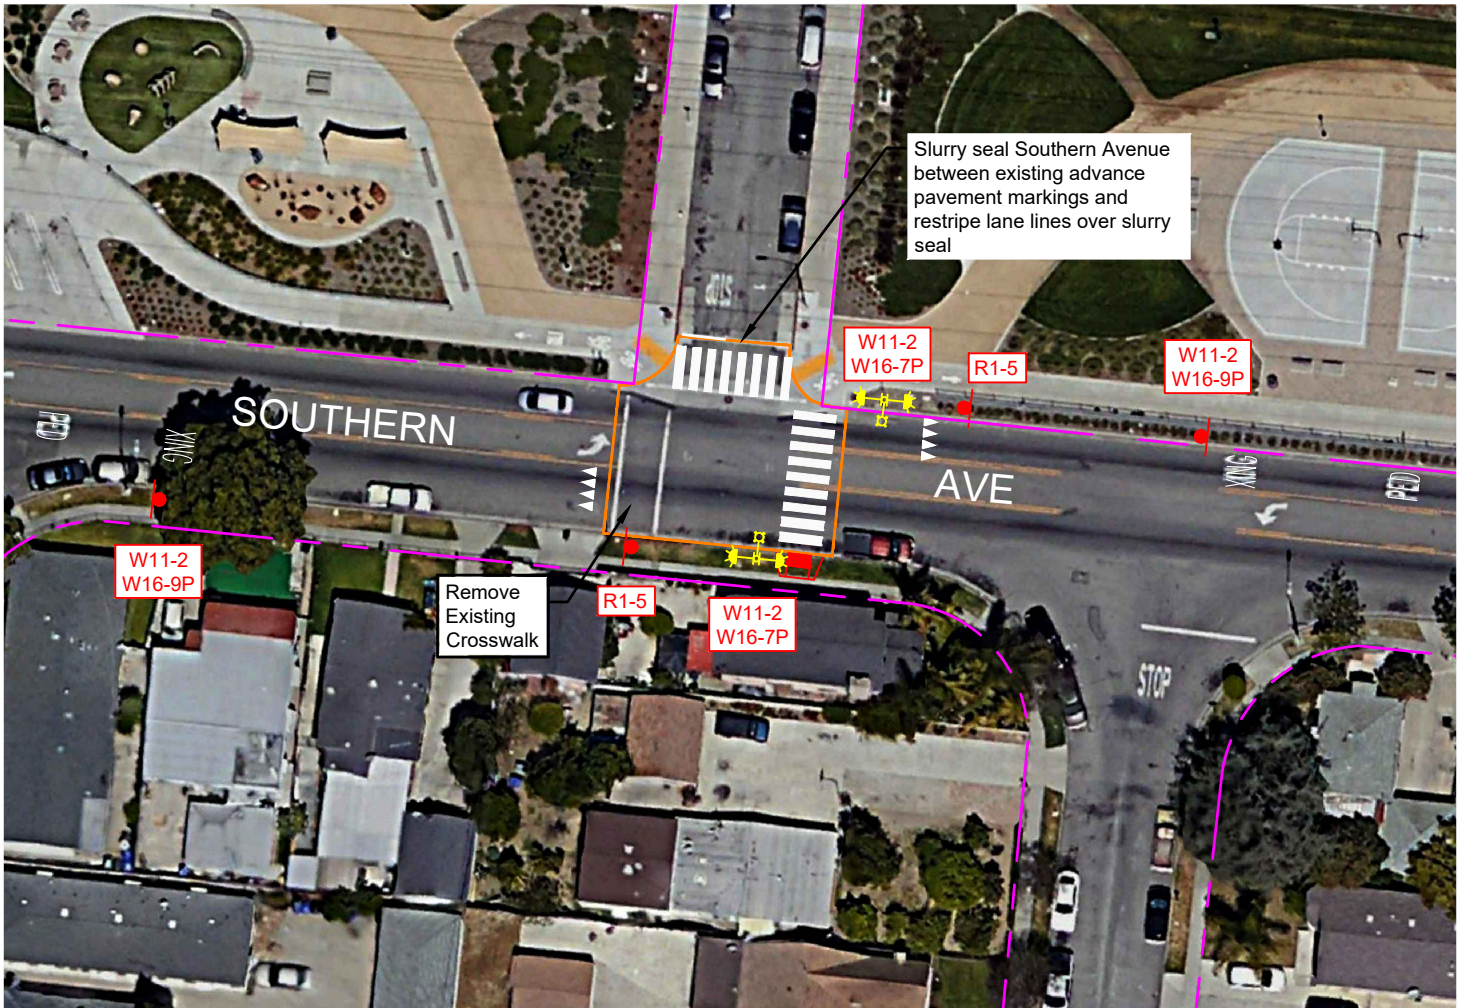 Slurry seal Southern Avenue
between existing advance
pavement markings and
restripe lane lines over slurry
seal
STOP
W11-2
W16-7P
R1-5
W11-2
W16-9P
SOUTHERN
AVE
PED
XING
XING
PED
W11-2
W16-9P
Remove
Existing
Crosswalk
R1-5
W11-2
W16-7P
STOP